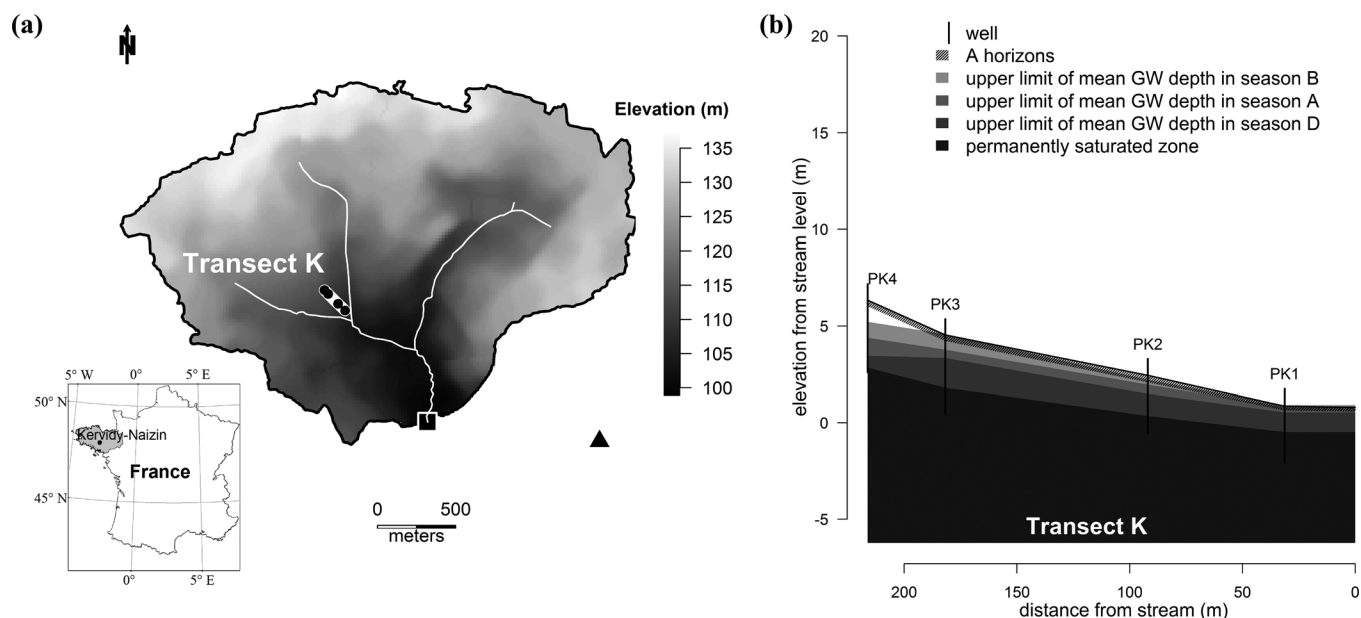 (a)
N
Elevation (m)
135
130
125
120
115
110
105
100
Transect K
5° W
0°
5° E
50° N
45° N
Kervidy-Naizin
France
0°
5° E
0
500
meters
(b)
well
A horizons
upper limit of mean GW depth in season B
upper limit of mean GW depth in season A
upper limit of mean GW depth in season D
permanently saturated zone
elevation from stream level (m)
20
15
10
5
0
-5
PK4
PK3
PK2
PK1
Transect K
200
150
100
50
0
distance from stream (m)